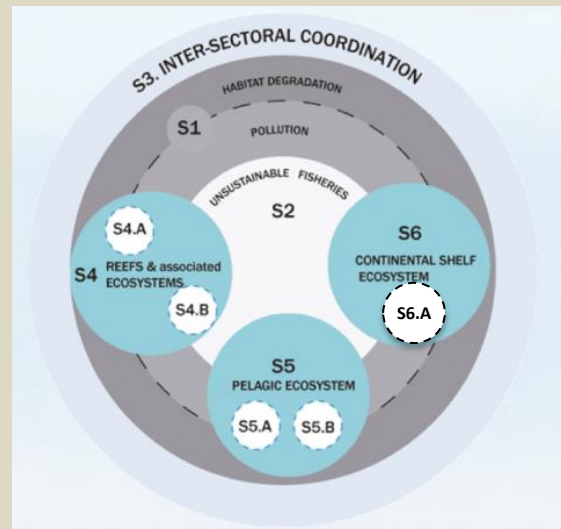 S3. INTER-SECTORAL COORDINATION
HABITAT DEGRADATION
S1
POLLUTION
UNSUSTAINABLE FISHERIES
S2
S4.A
S4 REEFS & associated
ECOSYSTEMS
S4.B
S6
CONTINENTAL SHELF
ECOSYSTEM
S6.A
S5
PELAGIC ECOSYSTEM
S5.A
S5.B